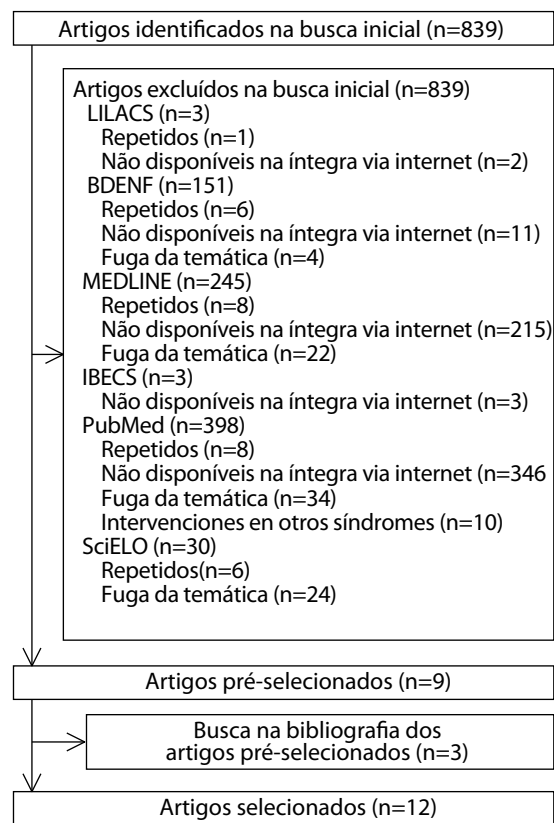 Artigos identificados na busca inicial (n=839)
Artigos excluídos na busca inicial (n=839)
LILACS (n=3)
Repetidos (n=1)
Não disponíveis na íntegra via internet (n=2)
BDENF (n=151)
Repetidos (n=6)
Não disponíveis na íntegra via internet (n=11)
Fuga da temática (n=4)
MEDLINE (n=245)
Repetidos (n=8)
Não disponíveis na íntegra via internet (n=215)
Fuga da temática (n=22)
IBECS (n=3)
Não disponíveis na íntegra via internet (n=3)
PubMed (n=398)
Repetidos (n=8)
Não disponíveis na íntegra via internet (n=346
Fuga da temática (n=34)
Intervenciones en otros síndromes (n=10)
SciELO (n=30)
Repetidos(n=6)
Fuga da temática (n=24)
Artigos pré-selecionados (n=9)
Busca na bibliografia dos
artigos pré-selecionados (n=3)
Artigos selecionados (n=12)